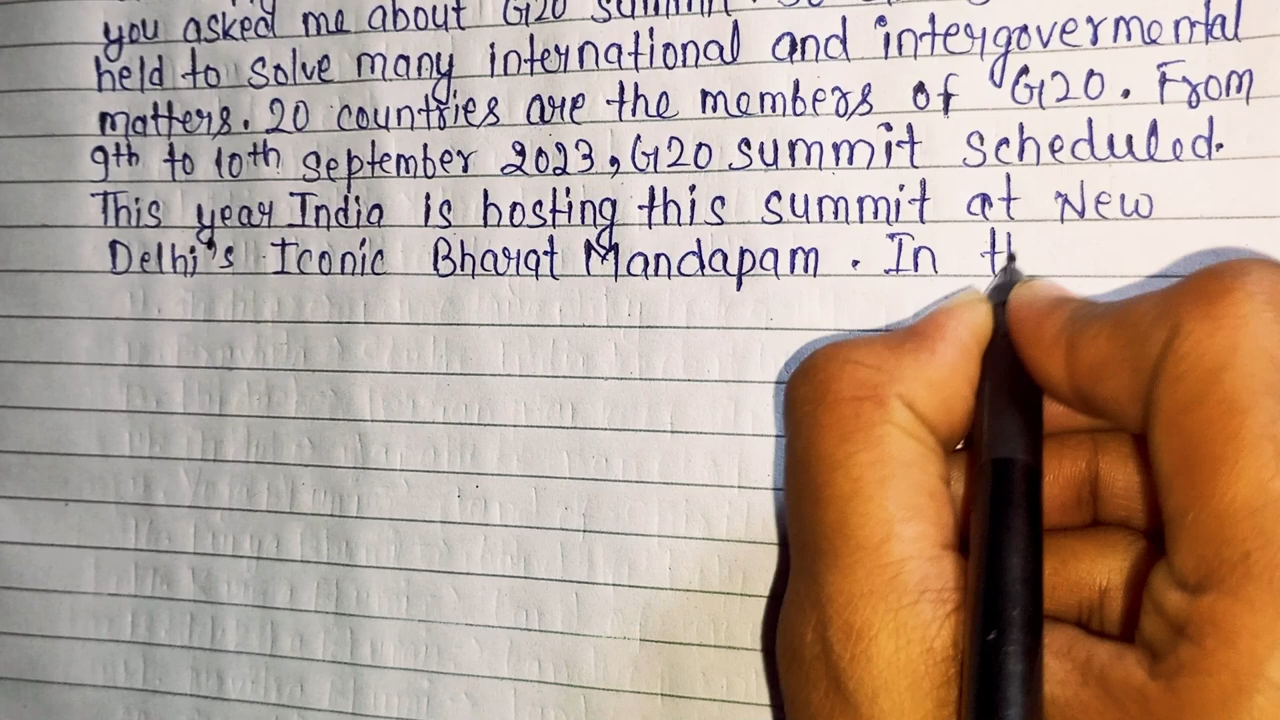 you asked me about G20 summit.
held to solve many international and intergovermental
matters. 20 countries are the members of G20. From
9th to 10th september 2023, G20 summit scheduled.
This year India is hosting this summit at New
Delhi's Iconic Bharat Mandapam. In th